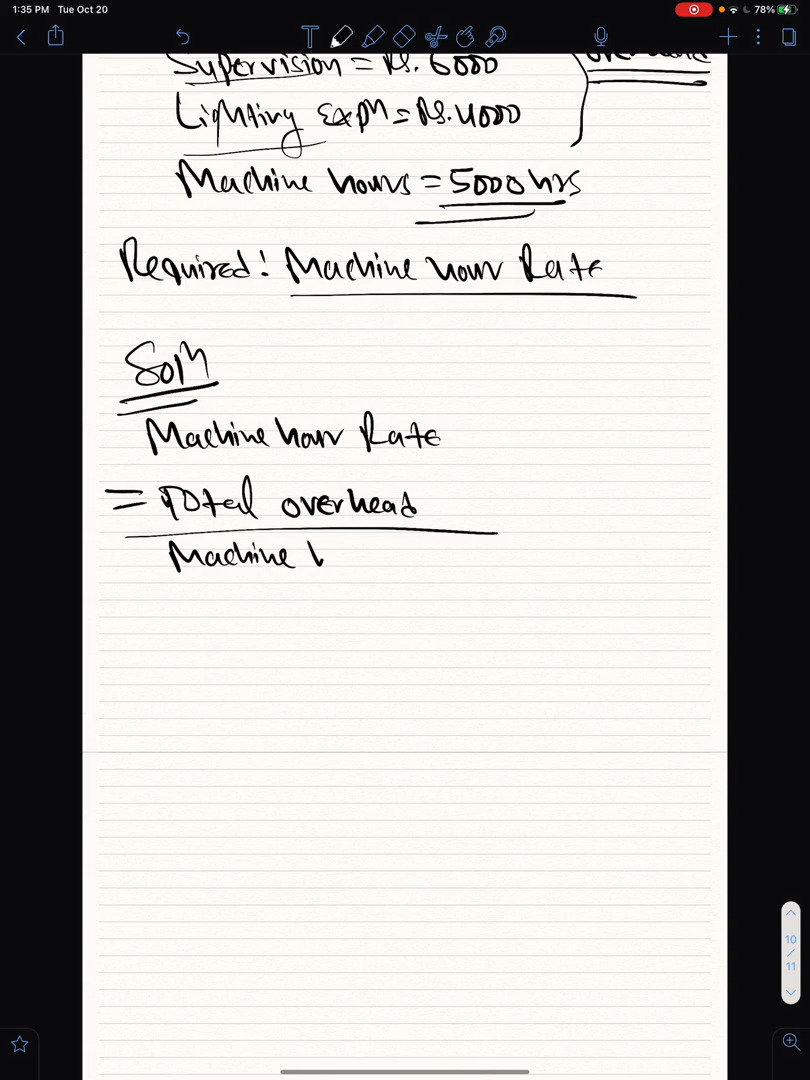 1:35 PM Tue Oct 20
78%
Supervision = Rs. 6000
Lighting Expn = Rs. 4000
Machine hours = 5000 hrs
Required: Machine hour Rate
Soln
Machine hour Rate
= Total overhead
Machine h
10
/
11